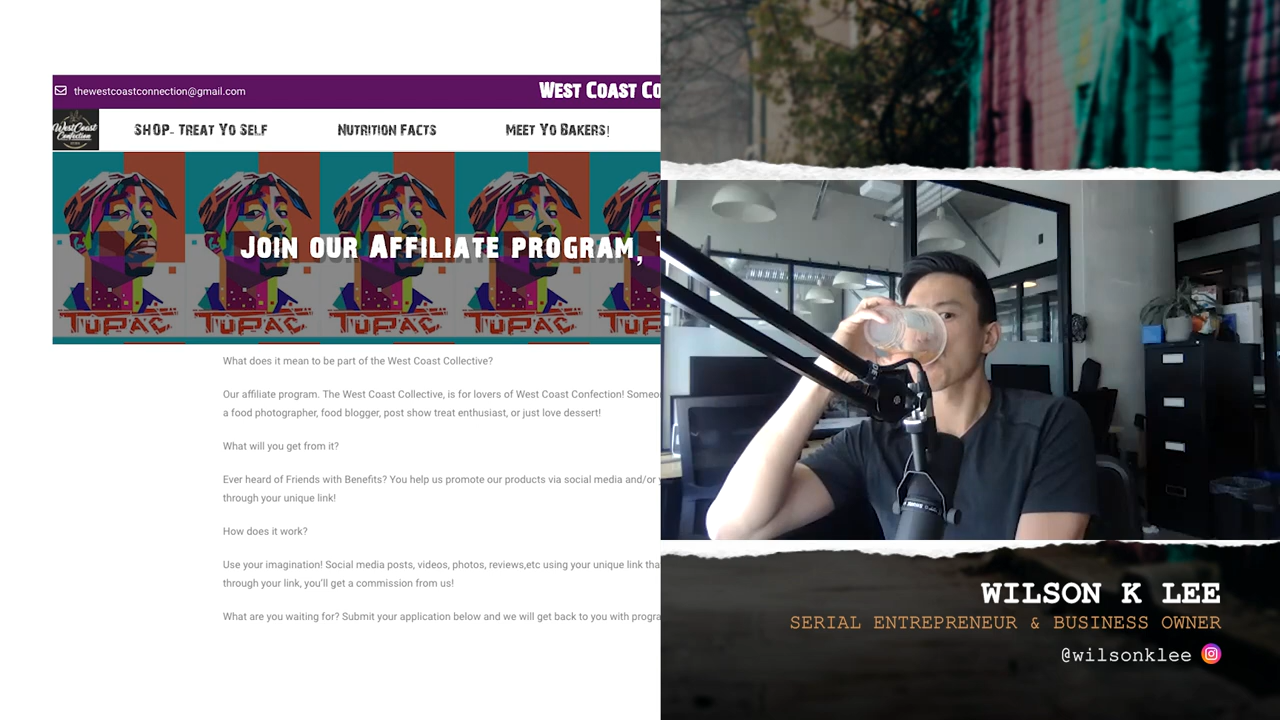 thewestcoastconnection@gmail.com
WEST COAST CO
WestCoast
Confection
SHOP- TREAT YO SELF
NUTRITION FACTS
MEET YO BAKERS!
JOIN OUR AFFILIATE PROGRAM,
TUPAC TUPAC TUPAC TUPAC TUPAC
What does it mean to be part of the West Coast Collective?
Our affiliate program. The West Coast Collective, is for lovers of West Coast Confection! Someo
a food photographer, food blogger, post show treat enthusiast, or just love dessert!
What will you get from it?
Ever heard of Friends with Benefits? You help us promote our products via social media and/or y
through your unique link!
How does it work?
Use your imagination! Social media posts, videos, photos, reviews,etc using your unique link tha
through your link, you'll get a commission from us!
What are you waiting for? Submit your application below and we will get back to you with progra
WILSON K LEE
SERIAL ENTREPRENEUR & BUSINESS OWNER
@wilsonklee